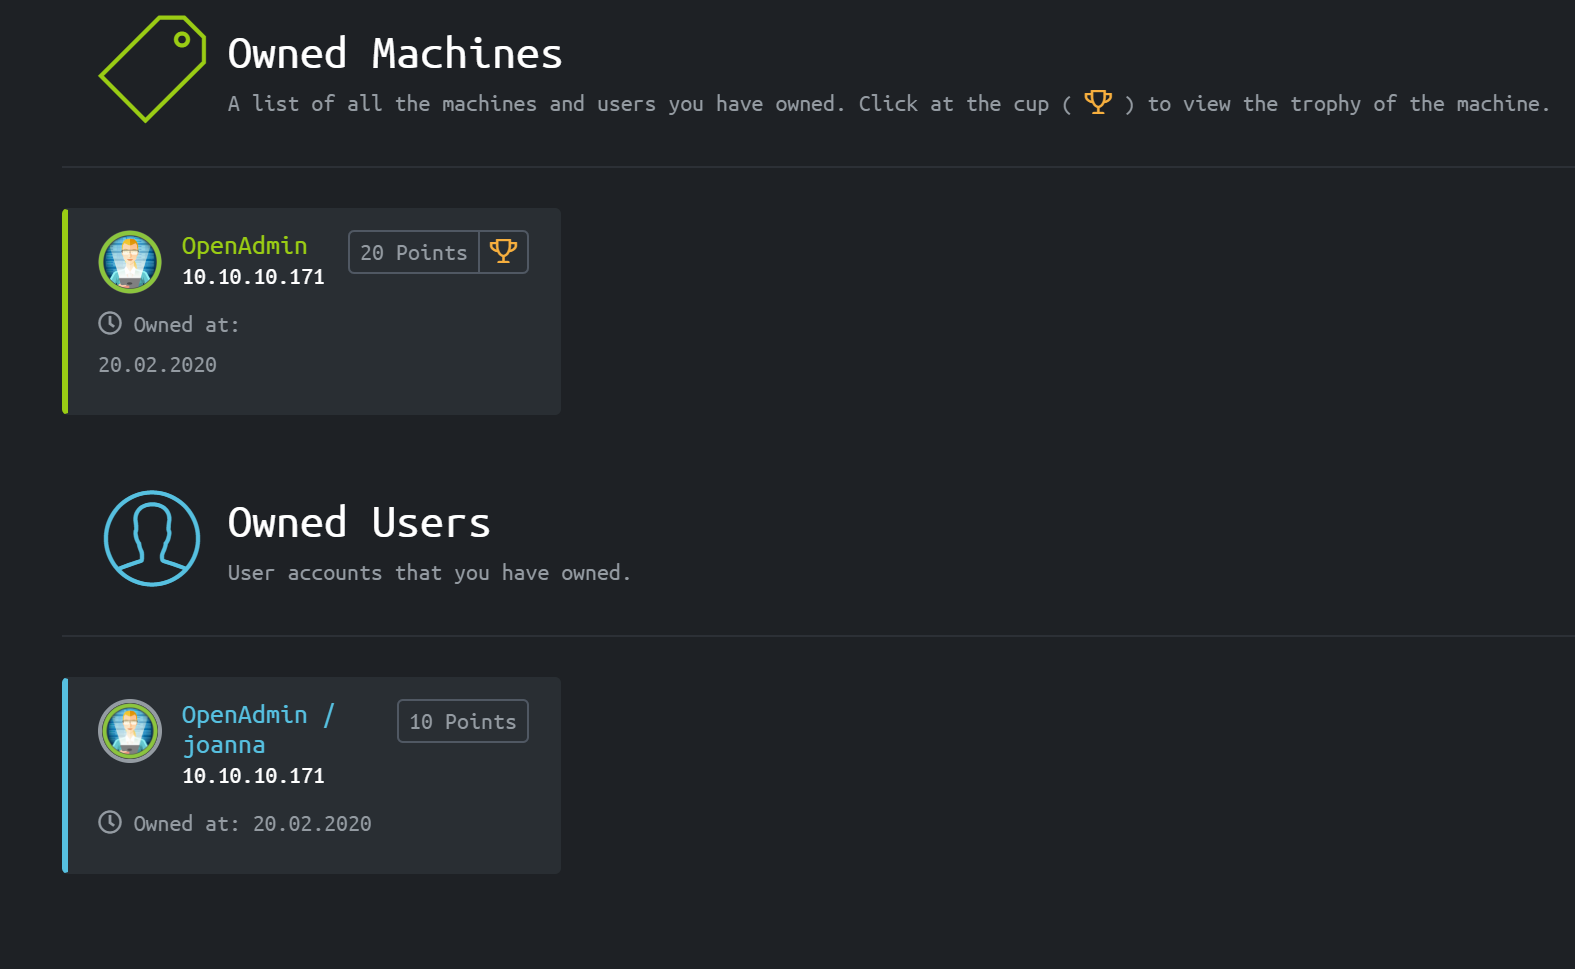 Owned Machines
A list of all the machines and users you have owned. Click at the cup ( ) to view the trophy of the machine.
OpenAdmin
20 Points
10.10.10.171
Owned at:
20.02.2020
Owned Users
User accounts that you have owned.
OpenAdmin /
joanna
10 Points
10.10.10.171
Owned at: 20.02.2020